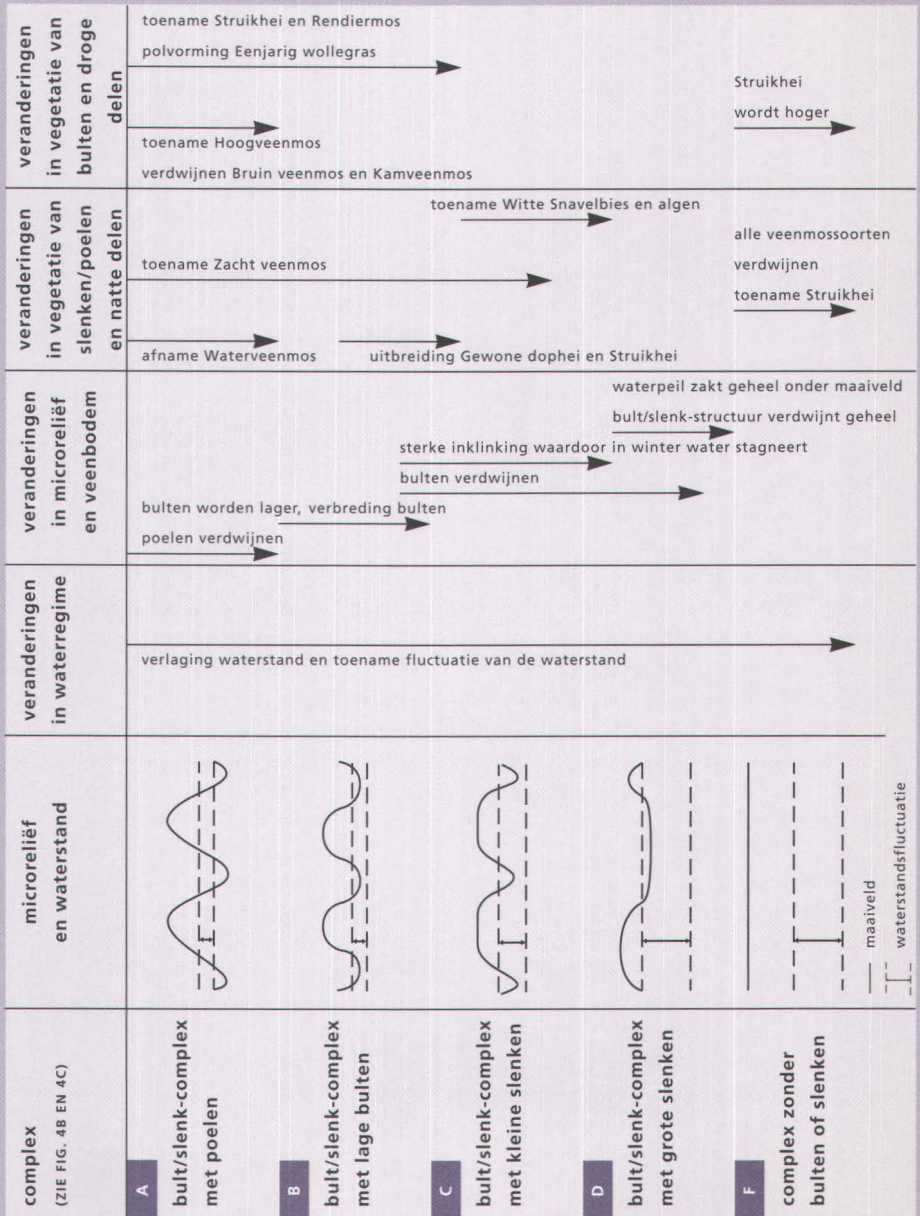 complex
(ZIE FIG. 4B EN 4C)
microreliëf
en waterstand
veranderingen
in waterregime
veranderingen
in microreliëf
en veenbodem
veranderingen
in vegetatie van
slenken/poelen
en natte delen
veranderingen
in vegetatie van
bulten en droge
delen
A
bult/slenk-complex
met poelen
B
bult/slenk-complex
met lage bulten
C
bult/slenk-complex
met kleine slenken
D
bult/slenk-complex
met grote slenken
F
complex zonder
bulten of slenken
maaiveld
waterstandsfluctuatie
verlaging waterstand en toename fluctuatie van de waterstand
waterpeil zakt geheel onder maaiveld
bult/slenk-structuur verdwijnt geheel
sterke inklinking waardoor in winter water stagneert
bulten verdwijnen
bulten worden lager, verbreding bulten
poelen verdwijnen
toename Witte Snavelbies en algen
alle veenmossoorten
verdwijnen
toename Struikhei
toename Zacht veenmos
afname Waterveenmos
uitbreiding Gewone dophei en Struikhei
toename Struikhei en Rendiermos
polvorming Eenjarig wollegras
Struikhei
wordt hoger
toename Hoogveenmos
verdwijnen Bruin veenmos en Kamveenmos